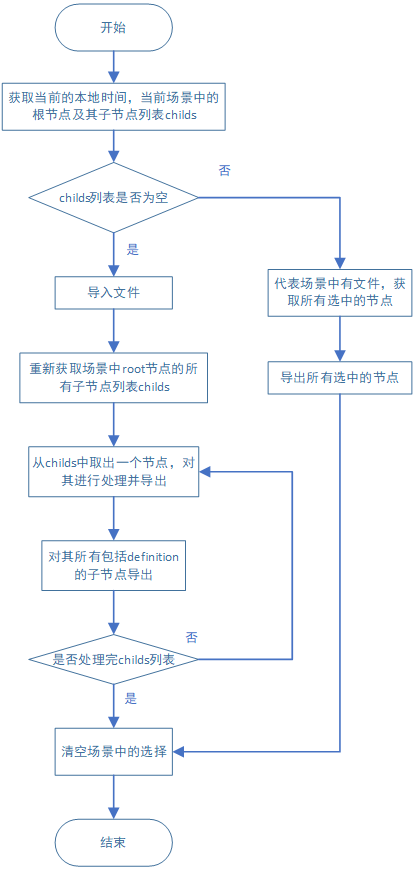 开始
获取当前的本地时间，当前场景中的
根节点及其子节点列表childs
否
childs列表是否为空
是
导入文件
代表场景中有文件，获
取所有选中的节点
重新获取场景中root节点的所
有子节点列表childs
导出所有选中的节点
从childs中取出一个节点，对
其进行处理并导出
对其所有包括definition
的子节点导出
否
是否处理完childs列表
是
清空场景中的选择
结束